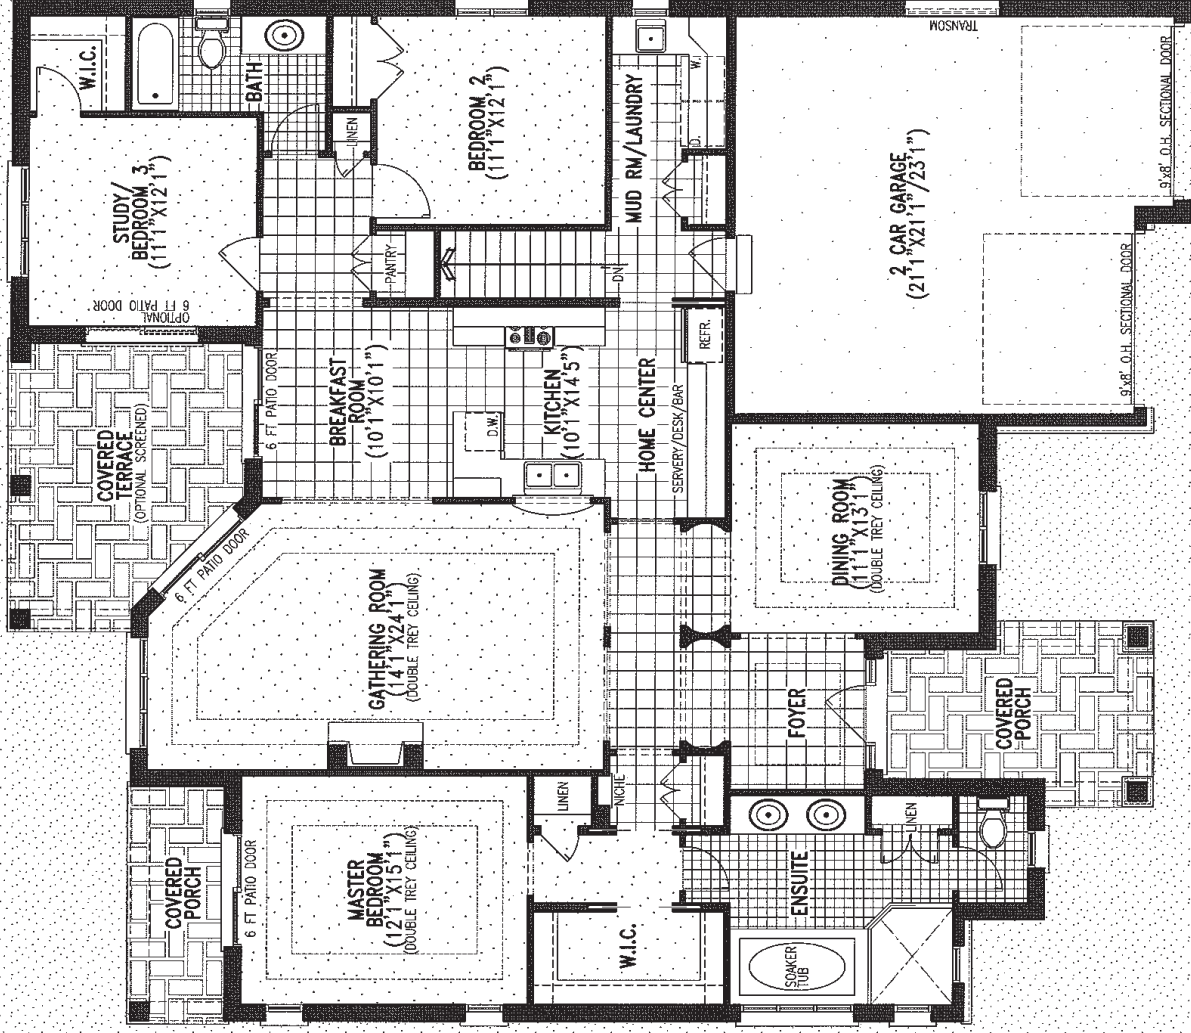 W.I.C.
BATH
LINEN
BEDROOM 2
(11'1"X12'1")
MUD RM/LAUNDRY
W.
D.
TRANSOM
9'x8' O.H. SECTIONAL DOOR
2 CAR GARAGE
(21'1"X21'1"/23'1")
9'x8' O.H. SECTIONAL DOOR
STUDY/
BEDROOM 3
(11'1"X12'1")
OPTIONAL
6 FT PATIO DOOR
PANTRY
DN
COVERED
TERRACE
(OPTIONAL SCREENED)
6 FT PATIO DOOR
BREAKFAST
ROOM
(10'1"X10'1")
D.W.
KITCHEN
(10'1"X14'5")
HOME CENTER
SERVERY/DESK/BAR
REFR.
6 FT PATIO DOOR
GATHERING ROOM
(14'1"X24'1")
(DOUBLE TREY CEILING)
DINING ROOM
(11'1"X13'1")
(DOUBLE TREY CEILING)
FOYER
COVERED
PORCH
COVERED
PORCH
6 FT PATIO DOOR
MASTER
BEDROOM
(12'1"X15'1")
(DOUBLE TREY CEILING)
LINEN
NICHE
W.I.C.
ENSUITE
LINEN
SOAKER
TUB